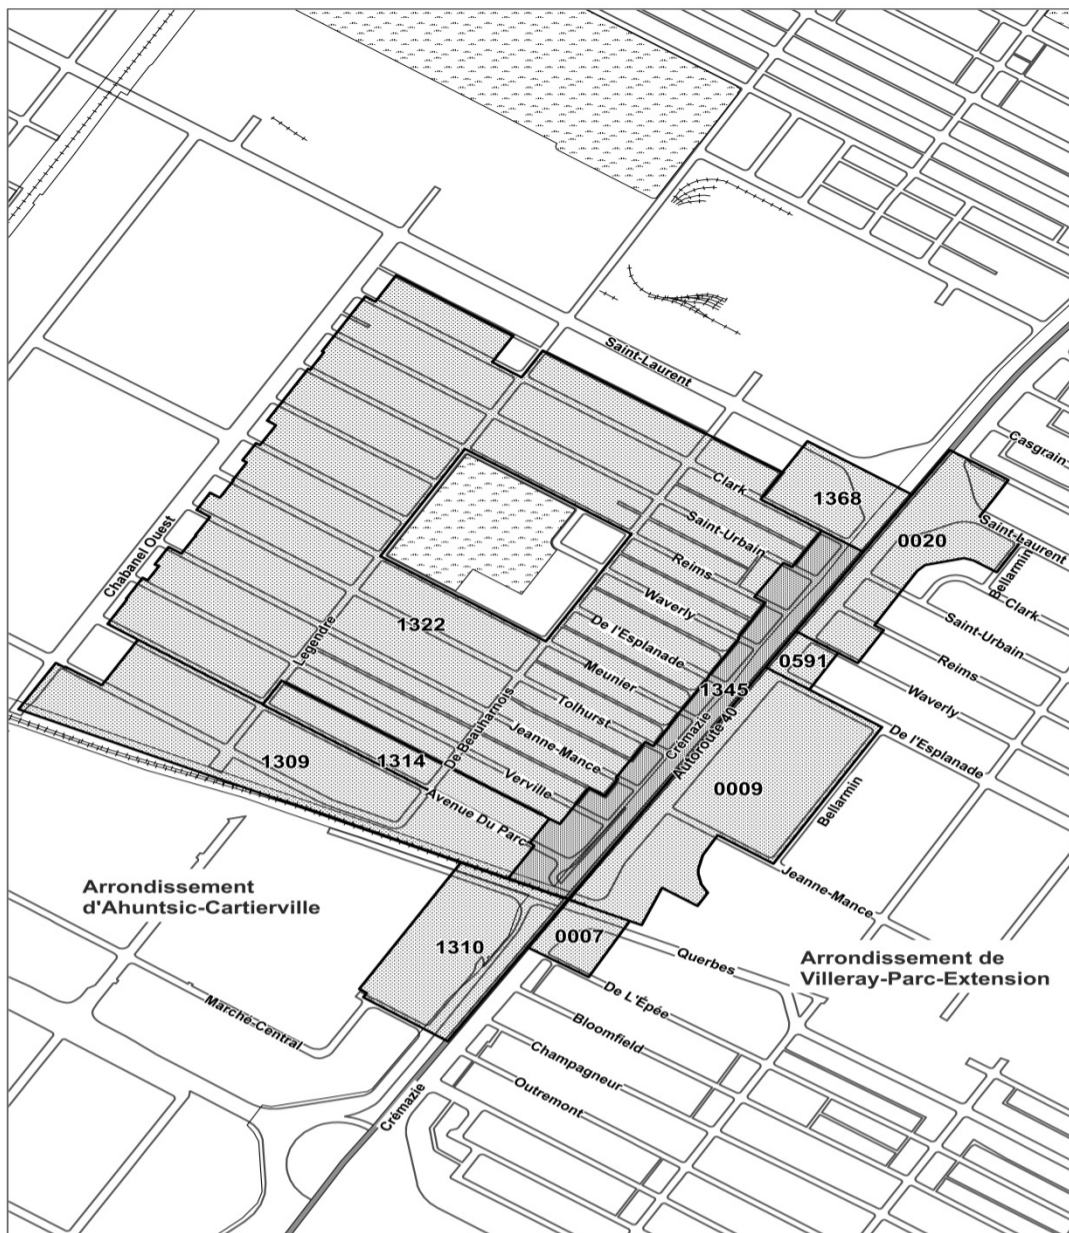 Saint-Laurent
Casgrain
Clark
1368
Saint-Urbain
0020
Saint-Laurent
Reims
Bellarmin
Chabanel Ouest
Waverly
Clark
De l'Esplanade
Saint-Urbain
1322
Legendre
Meunier
0591
Reims
1345
Tolhurst
Waverly
De Beauharnois
Jeanne-Mance
Crémazie
Autoroute 40
De l'Esplanade
1309
1314
Verville
0009
Avenue Du Parc
Bellarmin
Jeanne-Mance
Arrondissement
d'Ahuntsic-Cartierville
1310
0007
Querbes
Arrondissement de
Villeray-Parc-Extension
De L'Épée
Marché-Central
Bloomfield
Champagneur
Outremont
Crémazie